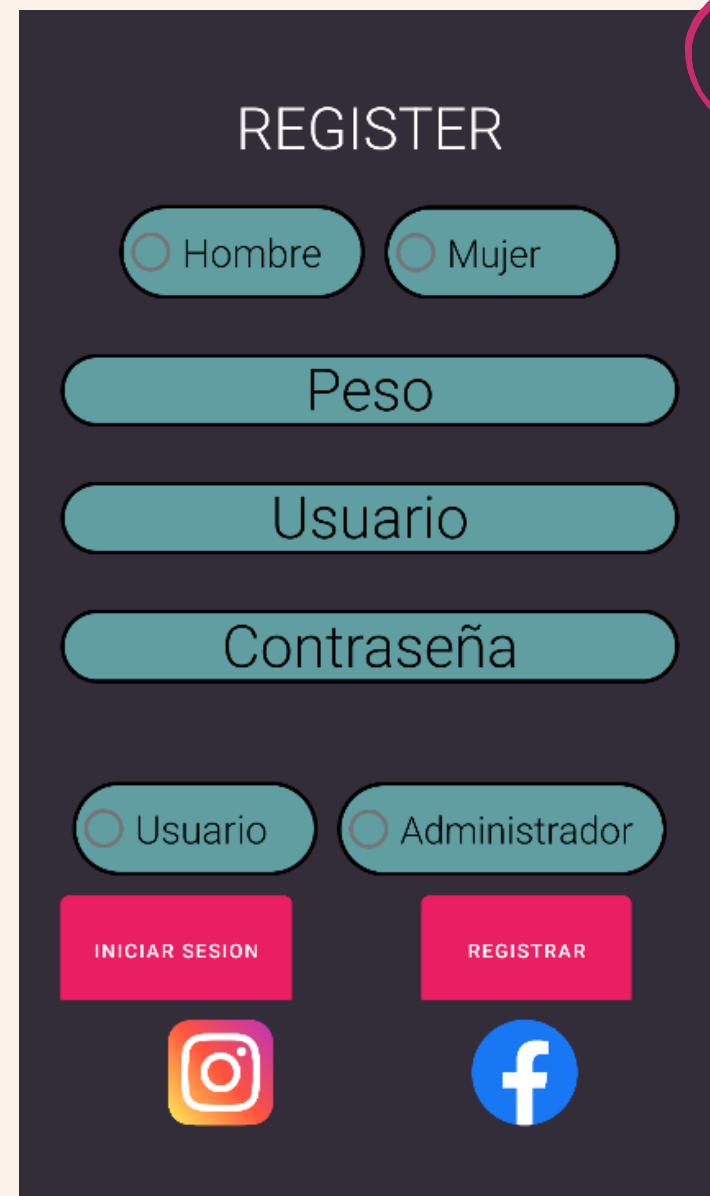 REGISTER
Hombre Mujer
Peso
Usuario
Contraseña
Usuario Administrador
INICIAR SESION REGISTRAR